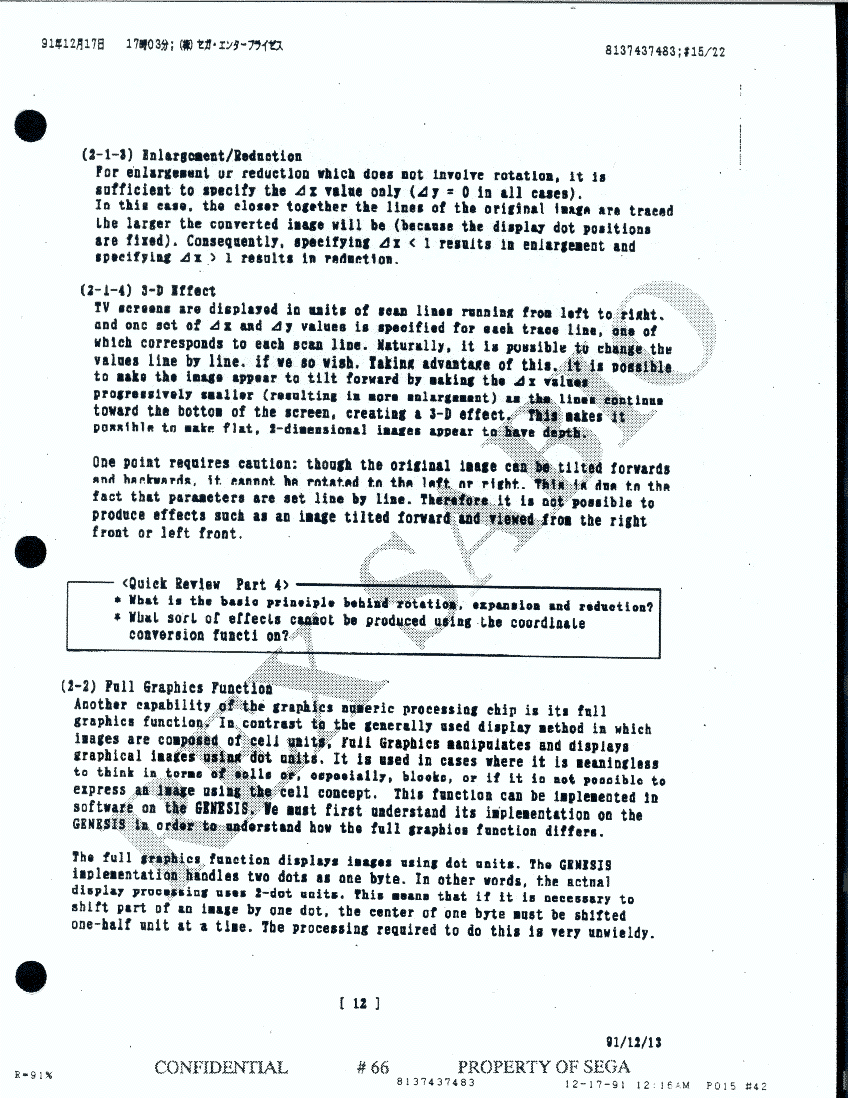 91年12月17日 17時03分; (株) セガ・エンタープライゼス
8137437483;#15/22
(2-1-3) Enlargement/Reduction
For enlargement or reduction which does not involve rotation, it is
sufficient to specify the ⊿x value only (⊿y = 0 in all cases).
In this case, the closer together the lines of the original image are traced
the larger the converted image will be (because the display dot positions
are fixed). Consequently, specifying ⊿x < 1 results in enlargement and
specifying ⊿x > 1 results in reduction.
(2-1-4) 3-D Effect
TV screens are displayed in units of scan lines running from left to right,
and one set of ⊿x and ⊿y values is specified for each trace line, one of
which corresponds to each scan line. Naturally, it is possible to change the
values line by line, if we so wish. Taking advantage of this, it is possible
to make the image appear to tilt forward by making the ⊿x values
progressively smaller (resulting in more enlargement) as the lines continue
toward the bottom of the screen, creating a 3-D effect. This makes it
possible to make flat, 2-dimensional images appear to have depth.
One point requires caution: though the original image can be tilted forwards
and backwards, it cannot be rotated to the left or right. This is due to the
fact that parameters are set line by line. Therefore it is not possible to
produce effects such as an image tilted forward and viewed from the right
front or left front.
<Quick Review Part 4>
* What is the basic principle behind rotation, expansion and reduction?
* What sort of effects cannot be produced using the coordinate
conversion functi on?
(2-2) Full Graphics Function
Another capability of the graphics numeric processing chip is its full
graphics function. In contrast to the generally used display method in which
images are composed of cell units, Full Graphics manipulates and displays
graphical images using dot units. It is used in cases where it is meaningless
to think in terms of cells or, especially, blocks, or if it is not possible to
express an image using the cell concept. This function can be implemented in
software on the GENESIS. We must first understand its implementation on the
GENESIS in order to understand how the full graphics function differs.
The full graphics function displays images using dot units. The GENESIS
implementation handles two dots as one byte. In other words, the actual
display processing uses 2-dot units. This means that if it is necessary to
shift part of an image by one dot, the center of one byte must be shifted
one-half unit at a time. The processing required to do this is very unwieldy.
[ 12 ]
91/12/13
CONFIDENTIAL #66 PROPERTY OF SEGA
R=91%
8137437483
12-17-91 12:16AM P015 #42